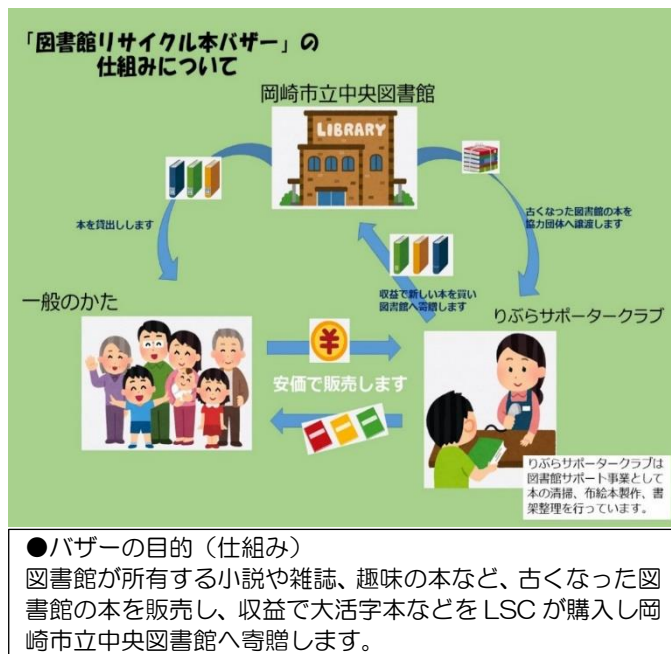 「図書館リサイクル本バザー」の
仕組みについて
岡崎市立中央図書館
LIBRARY
本を貸出しします
古くなった図書館の本を
協力団体へ譲渡します
収益で新しい本を買い
図書館へ寄贈します
一般のかた
りぶらサポータークラブ
¥
安価で販売します
りぶらサポータークラブは
図書館サポート事業として
本の清掃、布絵本製作、書
架整理を行っています。
●バザーの目的（仕組み）
図書館が所有する小説や雑誌、趣味の本など、古くなった図
書館の本を販売し、収益で大活字本などを LSC が購入し岡
崎市立中央図書館へ寄贈します。